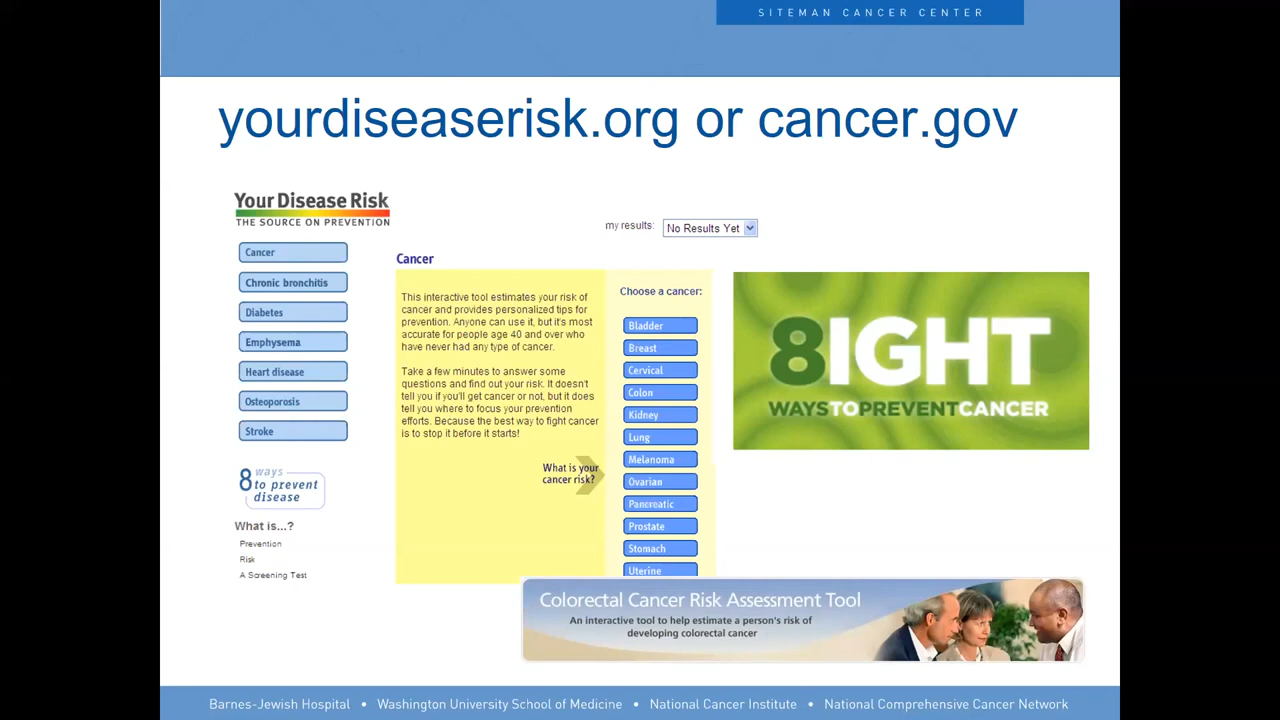 SITEMAN CANCER CENTER
yourdiseaserisk.org or cancer.gov
Your Disease Risk
THE SOURCE ON PREVENTION
my results:
No Results Yet
Cancer
Chronic bronchitis
Diabetes
Emphysema
Heart disease
Osteoporosis
Stroke
8 ways
to prevent
disease
What is...?
Prevention
Risk
A Screening Test
Cancer
This interactive tool estimates your risk of
cancer and provides personalized tips for
prevention. Anyone can use it, but it's most
accurate for people age 40 and over who
have never had any type of cancer.
Take a few minutes to answer some
questions and find out your risk. It doesn't
tell you if you'll get cancer or not, but it does
tell you where to focus your prevention
efforts. Because the best way to fight cancer
is to stop it before it starts!
What is your
cancer risk?
Choose a cancer:
Bladder
Breast
Cervical
Colon
Kidney
Lung
Melanoma
Ovarian
Pancreatic
Prostate
Stomach
Uterine
8IGHT
WAYSTOPREVENTCANCER
Colorectal Cancer Risk Assessment Tool
An interactive tool to help estimate a person's risk of
developing colorectal cancer
Barnes-Jewish Hospital • Washington University School of Medicine • National Cancer Institute • National Comprehensive Cancer Network